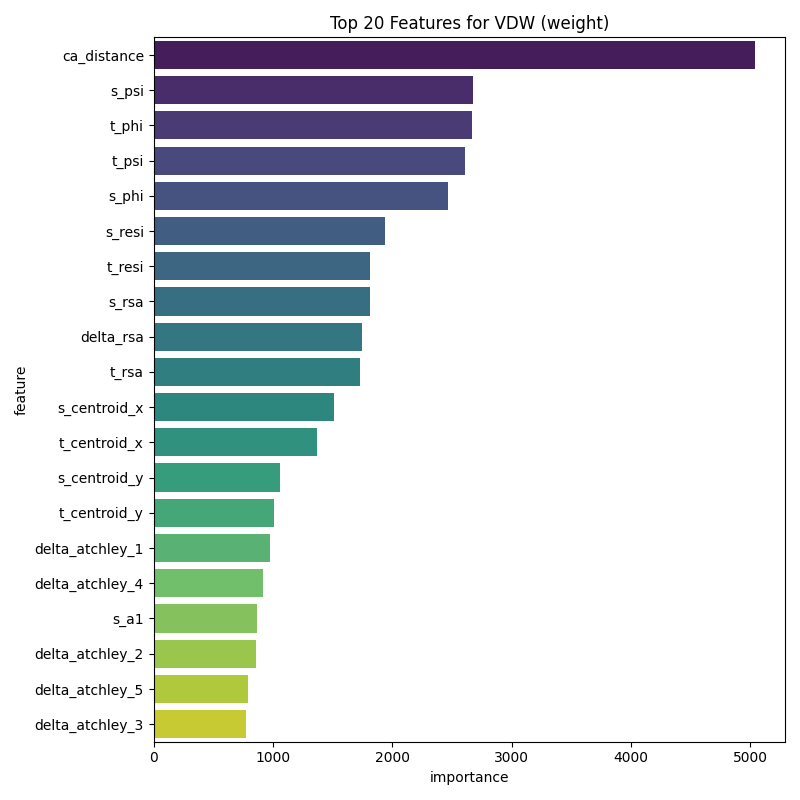 Top 20 Features for VDW (weight)
ca_distance
s_psi
t_phi
t_psi
s_phi
s_resi
t_resi
s_rsa
delta_rsa
t_rsa
s_centroid_x
t_centroid_x
s_centroid_y
t_centroid_y
delta_atchley_1
delta_atchley_4
s_a1
delta_atchley_2
delta_atchley_5
delta_atchley_3
feature
0 1000 2000 3000 4000 5000
importance